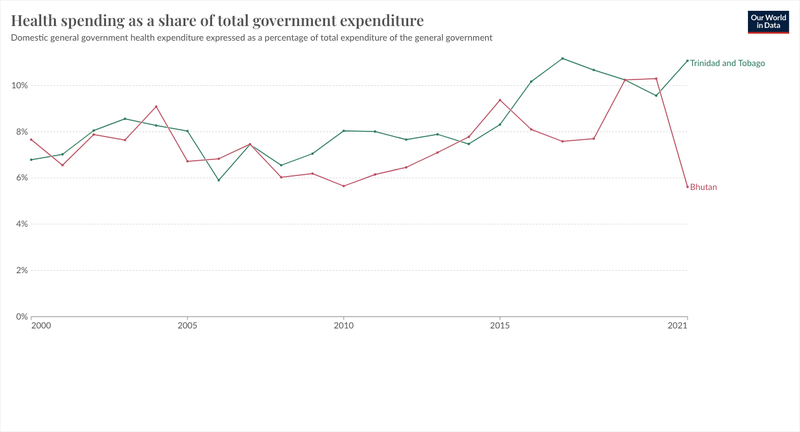 Health spending as a share of total government expenditure
Domestic general government health expenditure expressed as a percentage of total expenditure of the general government
Our World
in Data
Trinidad and Tobago
10%
8%
6%
Bhutan
4%
2%
0%
2000
2005
2010
2015
2021